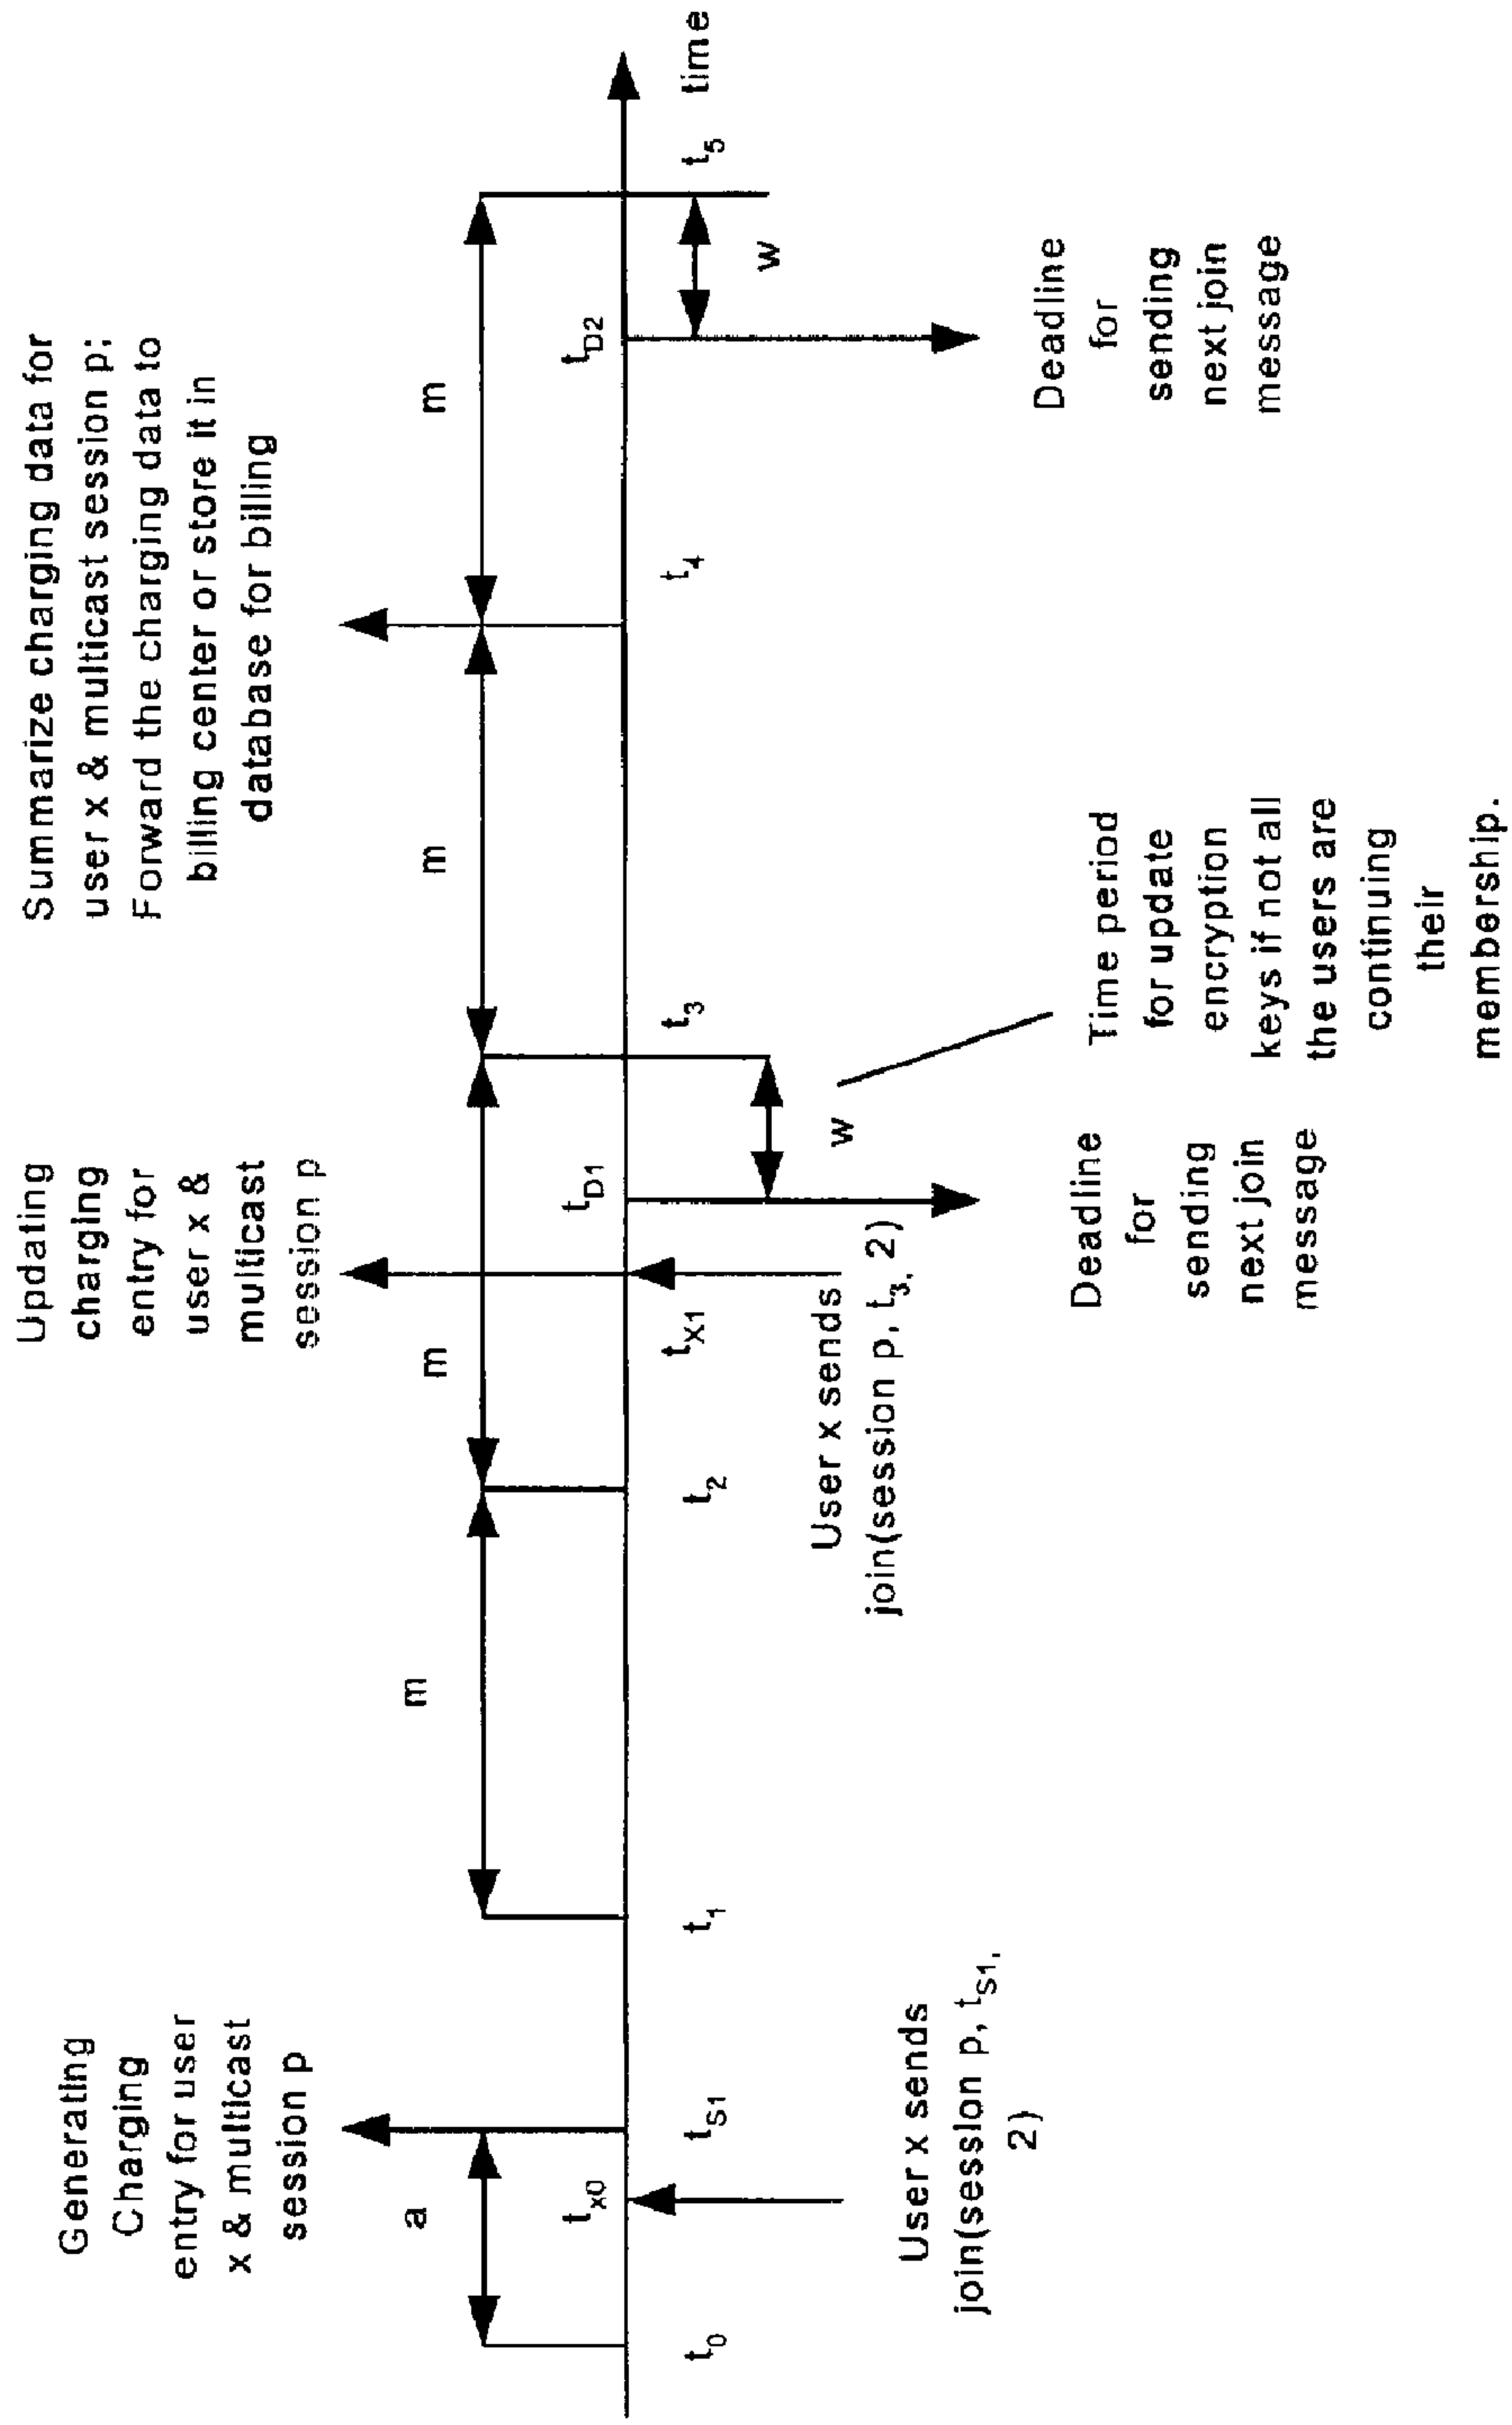 Generating
Charging
entry for user
x & multicast
session p
Updating
charging
entry for
user x &
multicast
session p
Summarize charging data for
user x & multicast session p;
Forward the charging data to
billing center or store it in
database for billing
a
m
m
m
m
t0
tx0
tS1
t1
t2
tX1
tD1
t3
t4
tD2
t5
time
w
w
User x sends
join(session p, tS1,
2)
User x sends
join(session p, t3, 2)
Deadline
for
sending
next join
message
Time period
for update
encryption
keys if not all
the users are
continuing
their
membership.
Deadline
for
sending
next join
message